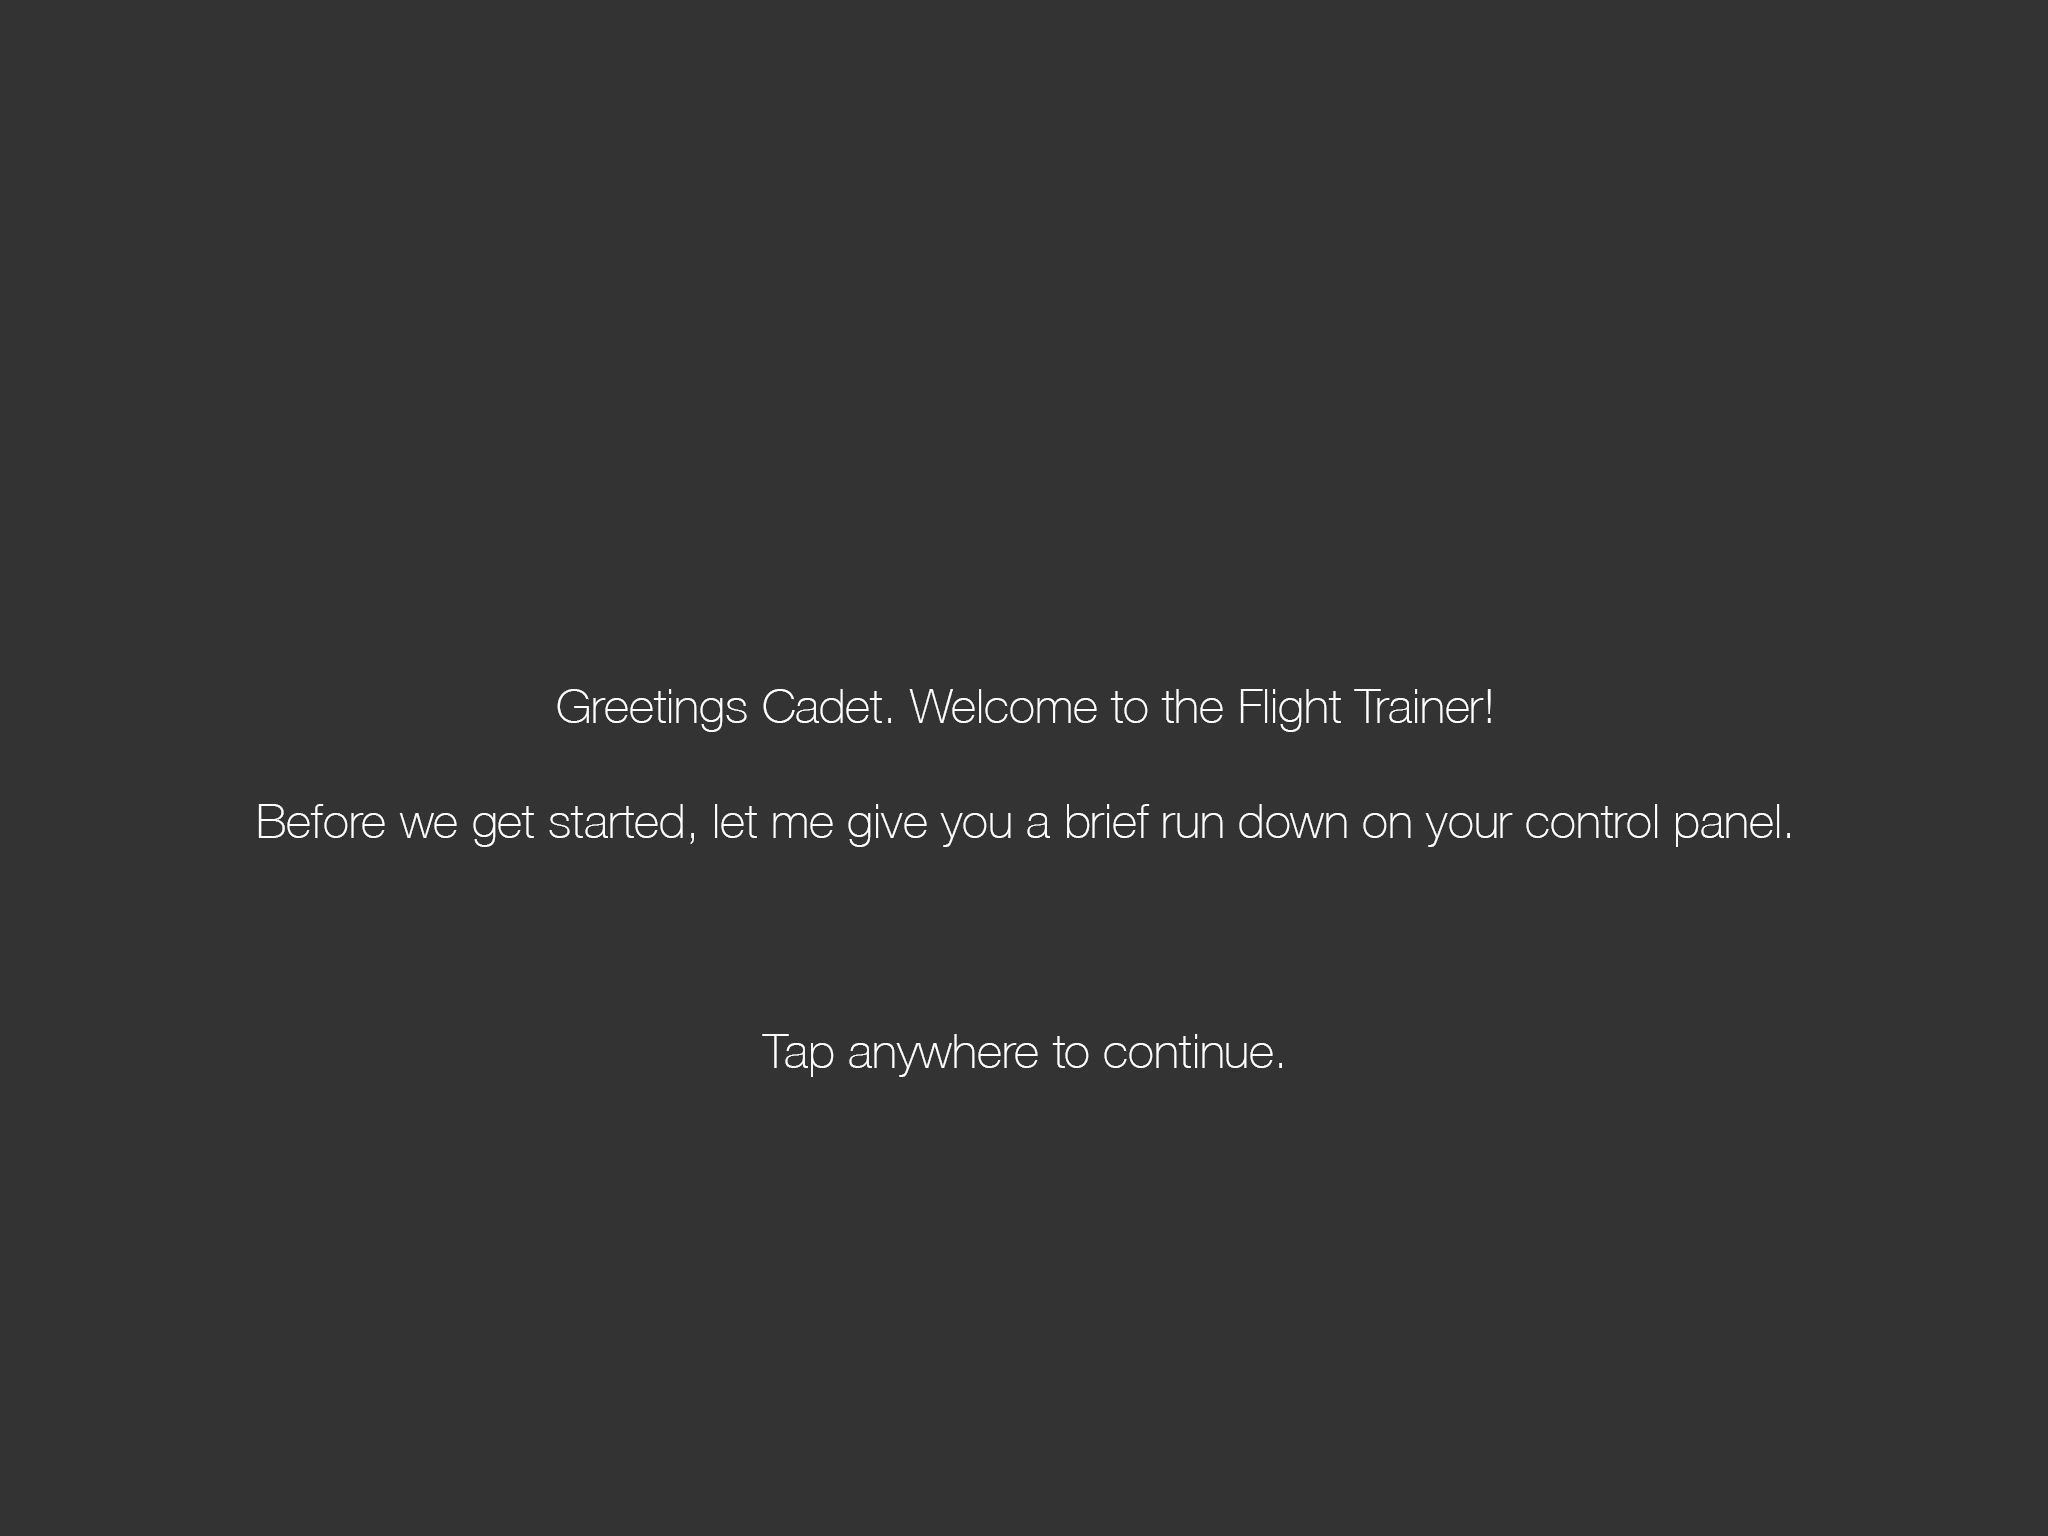 Greetings Cadet. Welcome to the Flight Trainer!
Before we get started, let me give you a brief run down on your control panel.
Tap anywhere to continue.